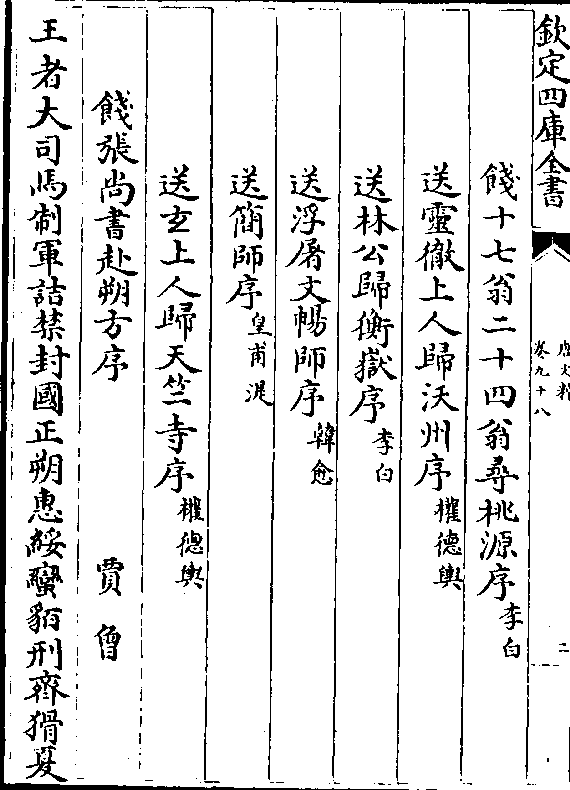 欽定四庫全書
唐文粹
卷九十八
二
餞十七翁二十四翁尋桃源序 李白
送靈徹上人歸沃州序 權德輿
送林公歸衡嶽序 李白
送浮屠文暢師序 韓愈
送簡師序 皇甫湜
送玄上人歸天竺寺序 權德輿
餞張尚書赴朔方序 賈曾
王者大司馬制軍詰禁封國正朔惠綏蠻貊刑齊猾夏